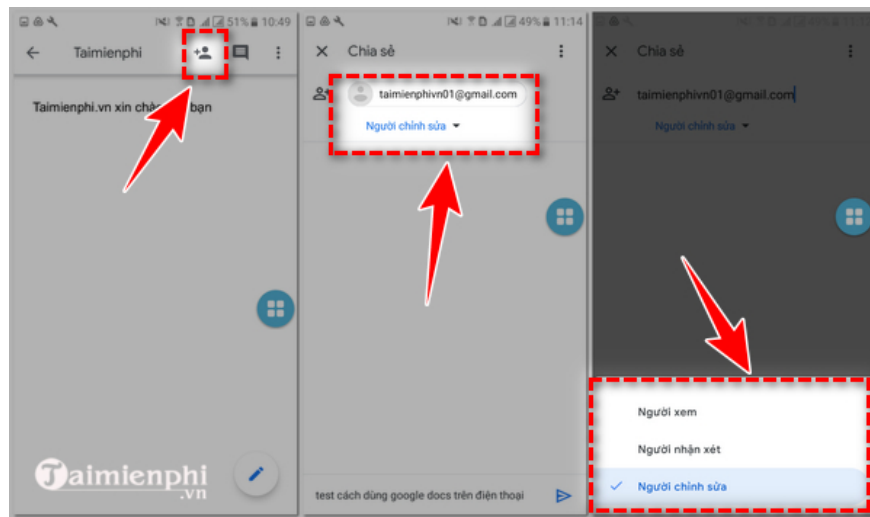 51% 10:49
Taimienphi
Taimienphi.vn xin chào bạn
Taimienphi
.vn
49% 11:14
Chia sẻ
taimienphivn01@gmail.com
Người chỉnh sửa
test cách dùng google docs trên điện thoại
Chia sẻ
taimienphivn01@gmail.com
Người chỉnh sửa
Người xem
Người nhận xét
Người chỉnh sửa